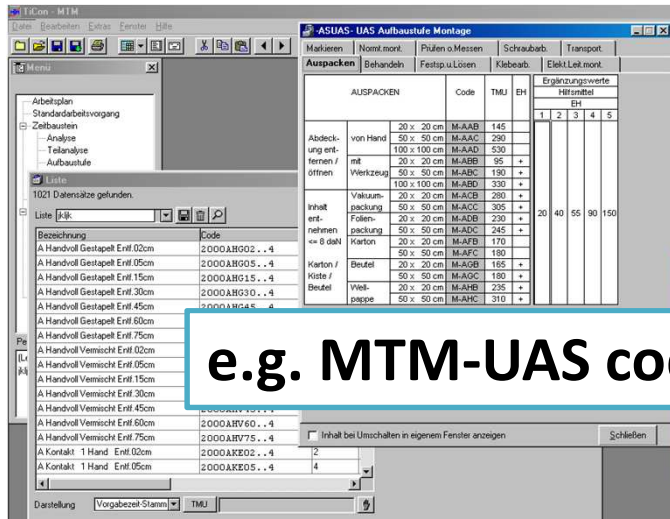 TiCon - MTM
Datei Bearbeiten Extras Fenster Hilfe
Menü
Arbeitsplan
Standardarbeitsvorgang
Zeitbaustein
Analyse
Teilanalyse
Aufbaustufe
Liste
1021 Datensätze gefunden.
Liste jkljk
Bezeichnung Code
A Handvoll Gestapelt Entf.02cm 2000AHG02..4
A Handvoll Gestapelt Entf.05cm 2000AHG05..4
A Handvoll Gestapelt Entf.15cm 2000AHG15..4
A Handvoll Gestapelt Entf.30cm 2000AHG30..4
A Handvoll Gestapelt Entf.45cm 2000AHG45..4
A Handvoll Gestapelt Entf.60cm
A Handvoll Gestapelt Entf.75cm
A Handvoll Vermischt Entf.02cm
A Handvoll Vermischt Entf.05cm
A Handvoll Vermischt Entf.15cm
A Handvoll Vermischt Entf.30cm
A Handvoll Vermischt Entf.45cm
A Handvoll Vermischt Entf.60cm 2000AHV60..4
A Handvoll Vermischt Entf.75cm 2000AHV75..4
A Kontakt 1 Hand Entf.02cm 2000AKE02..4 2
A Kontakt 1 Hand Entf.05cm 2000AKE05..4 4
Darstellung Vorgabezeit-Stamm TMU
-ASUAS- UAS Aufbaustufe Montage
Markieren Normt.mont. Prüfen o.Messen Schraubarb. Transport.
Auspacken Behandeln Festsp.u.Lösen Klebearb. Elekt.Leit.mont.
AUSPACKEN Code TMU EH Ergänzungswerte
Hilfsmittel
EH
1 2 3 4 5
Abdeck- von Hand 20 x 20 cm M-AAB 145
ung ent- 50 x 50 cm M-AAC 290
100 x 100 cm M-AAD 530
fernen / mit 20 x 20 cm M-ABB 95 +
öffnen Werkzeug 50 x 50 cm M-ABC 190 +
100 x 100 cm M-ABD 330 +
Vakuum- 20 x 20 cm M-ACB 280 +
Inhalt packung 50 x 50 cm M-ACC 305 +
ent- Folien- 20 x 20 cm M-ADB 230 + 20 40 55 90 150
nehmen packung 50 x 50 cm M-ADC 245 +
<= 8 daN Karton 20 x 20 cm M-AFB 170
50 x 50 cm M-AFC 180
Karton / Beutel 20 x 20 cm M-AGB 165 +
Kiste / 50 x 50 cm M-AGC 180 +
Beutel Well- 20 x 20 cm M-AHB 235 +
pappe 50 x 50 cm M-AHC 310 +
e.g. MTM-UAS co
Inhalt bei Umschalten in eigenem Fenster anzeigen Schließen